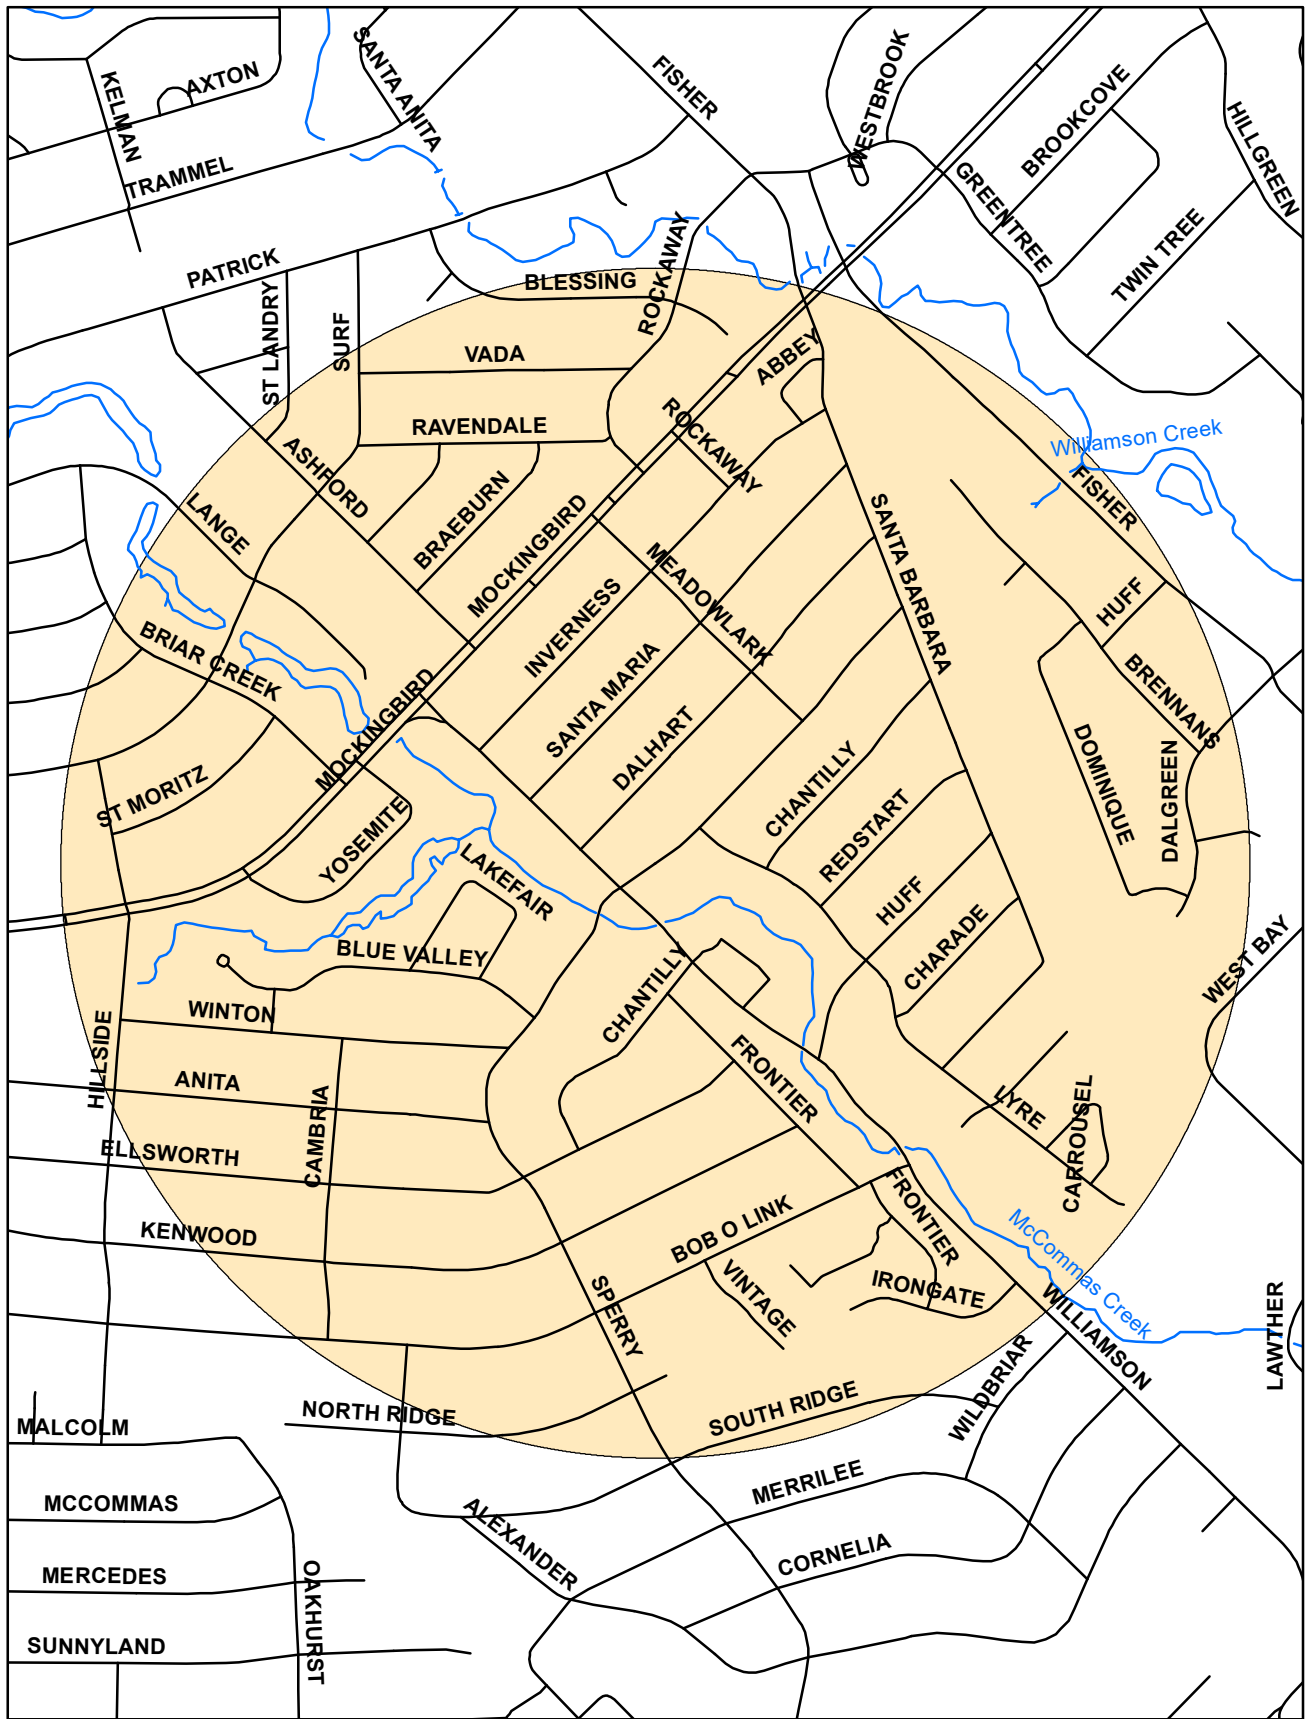 SANTA ANITA
FISHER
WESTBROOK
KELMAN
AXTON
BROOKCOVE
HILLGREEN
TRAMMEL
GREENTREE
TWIN TREE
PATRICK
ROCKAWAY
BLESSING
ST LANDRY
SURF
VADA
ABBEY
RAVENDALE
ROCKAWAY
Williamson Creek
ASHFORD
FISHER
LANGE
BRAEBURN
MOCKINGBIRD
SANTA BARBARA
MEADOWLARK
INVERNESS
HUFF
BRIAR CREEK
SANTA MARIA
BRENNANS
MOCKINGBIRD
DALHART
CHANTILLY
DOMINIQUE
DALGREEN
ST MORITZ
YOSEMITE
REDSTART
LAKEFAIR
HUFF
CHARADE
WEST BAY
BLUE VALLEY
CHANTILLY
WINTON
HILLSIDE
FRONTIER
ANITA
CAMBRIA
LYRE
CARROUSEL
ELLSWORTH
FRONTIER
BOB O LINK
KENWOOD
McCommas Creek
VINTAGE
IRONGATE
SPERRY
WILLIAMSON
LAWTHER
WILDBRIAR
NORTH RIDGE
SOUTH RIDGE
MALCOLM
MERRILEE
MCCOMMAS
ALEXANDER
CORNELIA
MERCEDES
OAKHURST
SUNNYLAND